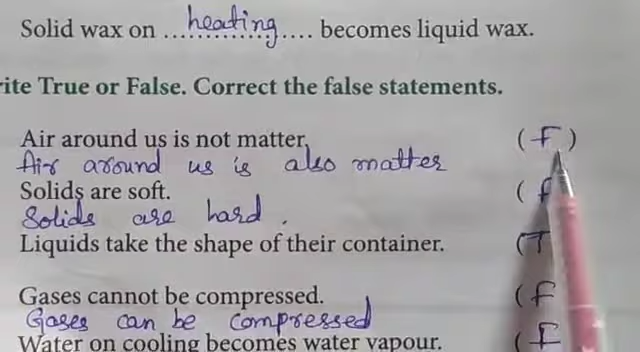 Solid wax on ...heating.... becomes liquid wax.
rite True or False. Correct the false statements.
Air around us is not matter. (F)
Air around us is also matter
Solids are soft. (F
Solids are hard.
Liquids take the shape of their container. (T
Gases cannot be compressed. (F
Gases can be compressed
Water on cooling becomes water vapour. (F